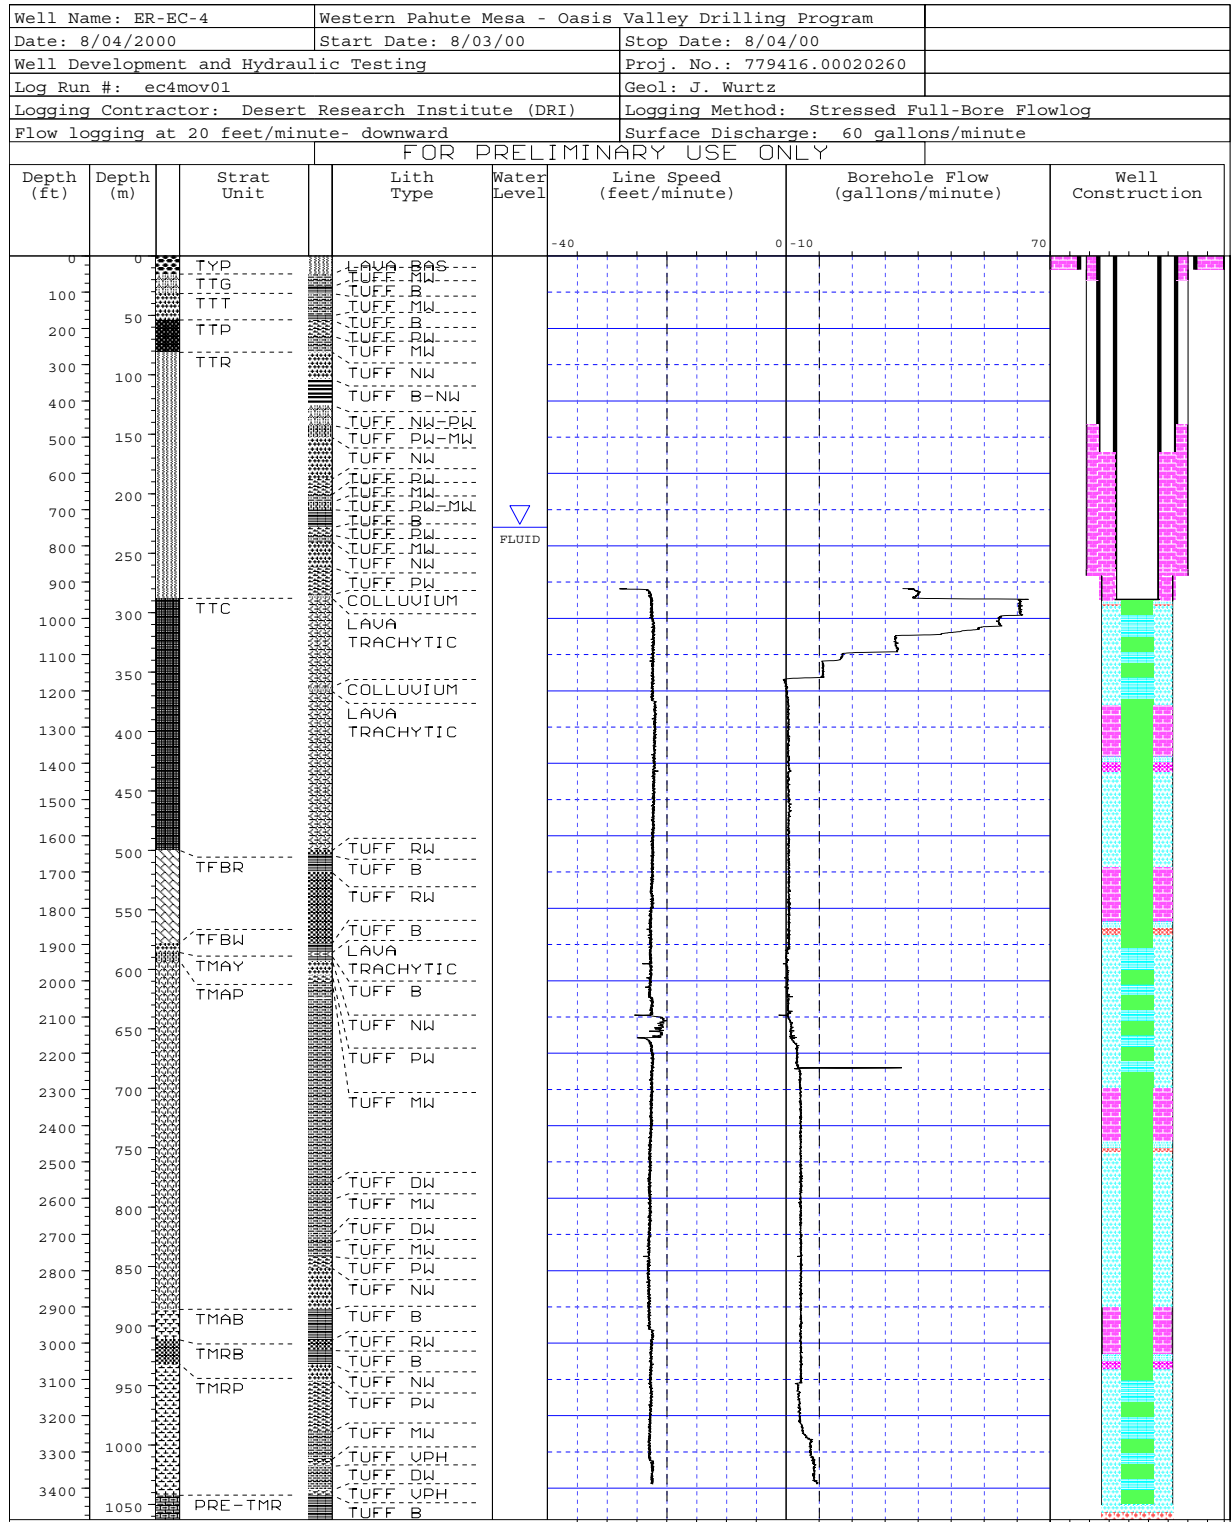 Well Name: ER-EC-4 Western Pahute Mesa - Oasis Valley Drilling Program
Date: 8/04/2000 Start Date: 8/03/00 Stop Date: 8/04/00
Well Development and Hydraulic Testing Proj. No.: 779416.00020260
Log Run #: ec4mov01 Geol: J. Wurtz
Logging Contractor: Desert Research Institute (DRI) Logging Method: Stressed Full-Bore Flowlog
Flow logging at 20 feet/minute- downward Surface Discharge: 60 gallons/minute
FOR PRELIMINARY USE ONLY
Depth (ft)
Depth (m)
Strat Unit
Lith Type
Water Level
Line Speed (feet/minute)
Borehole Flow (gallons/minute)
Well Construction
-40 0 -10 70
0
100
200
300
400
500
600
700
800
900
1000
1100
1200
1300
1400
1500
1600
1700
1800
1900
2000
2100
2200
2300
2400
2500
2600
2700
2800
2900
3000
3100
3200
3300
3400
0
50
100
150
200
250
300
350
400
450
500
550
600
650
700
750
800
850
900
950
1000
1050
TYP
TTG
TTT
TTP
TTR
TTC
TFBR
TFBW
TMAY
TMAP
TMAB
TMRB
TMRP
PRE-TMR
LAVA BAS
TUFF MW
TUFF B
TUFF MW
TUFF B
TUFF PW
TUFF MW
TUFF NW
TUFF B-NW
TUFF NW-PW
TUFF PW-MW
TUFF NW
TUFF PW
TUFF MW
TUFF PW-MW
TUFF B
TUFF PW
TUFF MW
TUFF NW
TUFF PW
COLLUVIUM
LAVA
TRACHYTIC
COLLUVIUM
LAVA
TRACHYTIC
TUFF RW
TUFF B
TUFF RW
TUFF B
LAVA
TRACHYTIC
TUFF B
TUFF NW
TUFF PW
TUFF MW
TUFF DW
TUFF MW
TUFF DW
TUFF MW
TUFF PW
TUFF NW
TUFF B
TUFF RW
TUFF B
TUFF NW
TUFF PW
TUFF MW
TUFF VPH
TUFF DW
TUFF VPH
TUFF B
FLUID